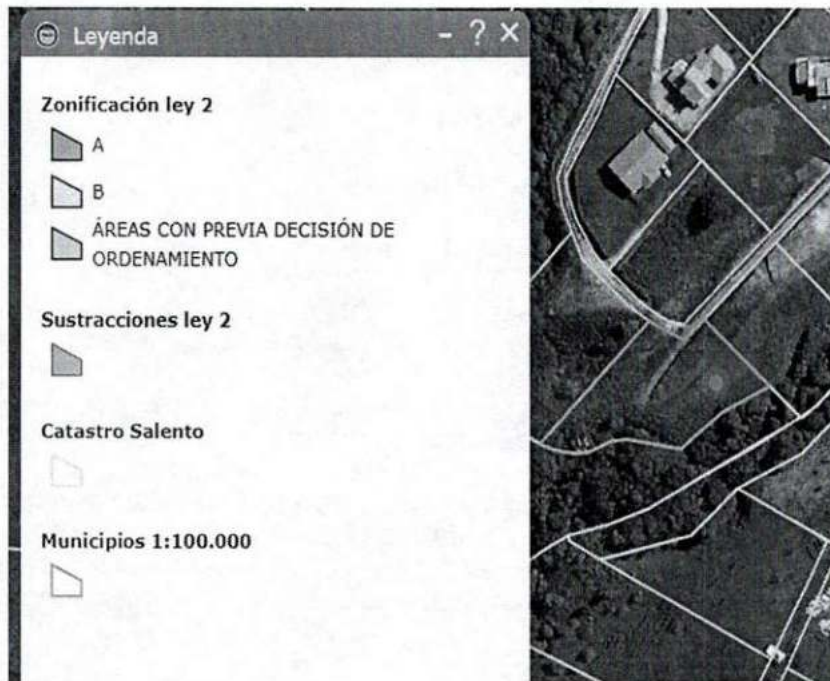 Leyenda - ? ×
Zonificación ley 2
A
B
ÁREAS CON PREVIA DECISIÓN DE
ORDENAMIENTO
Sustracciones ley 2
Catastro Salento
Municipios 1:100.000